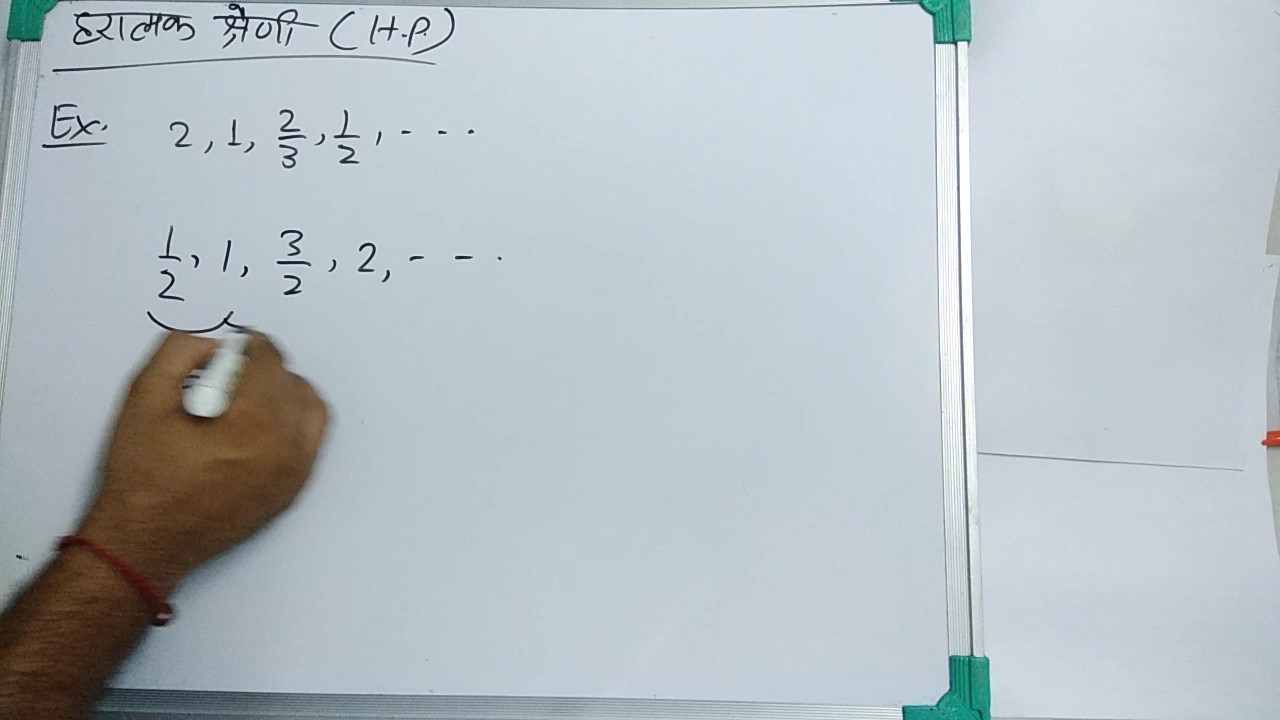 हरात्मक श्रेणी (H.P.)
Ex. 2, 1, 2/3, 1/2, - - - .
1/2, 1, 3/2, 2, - - .